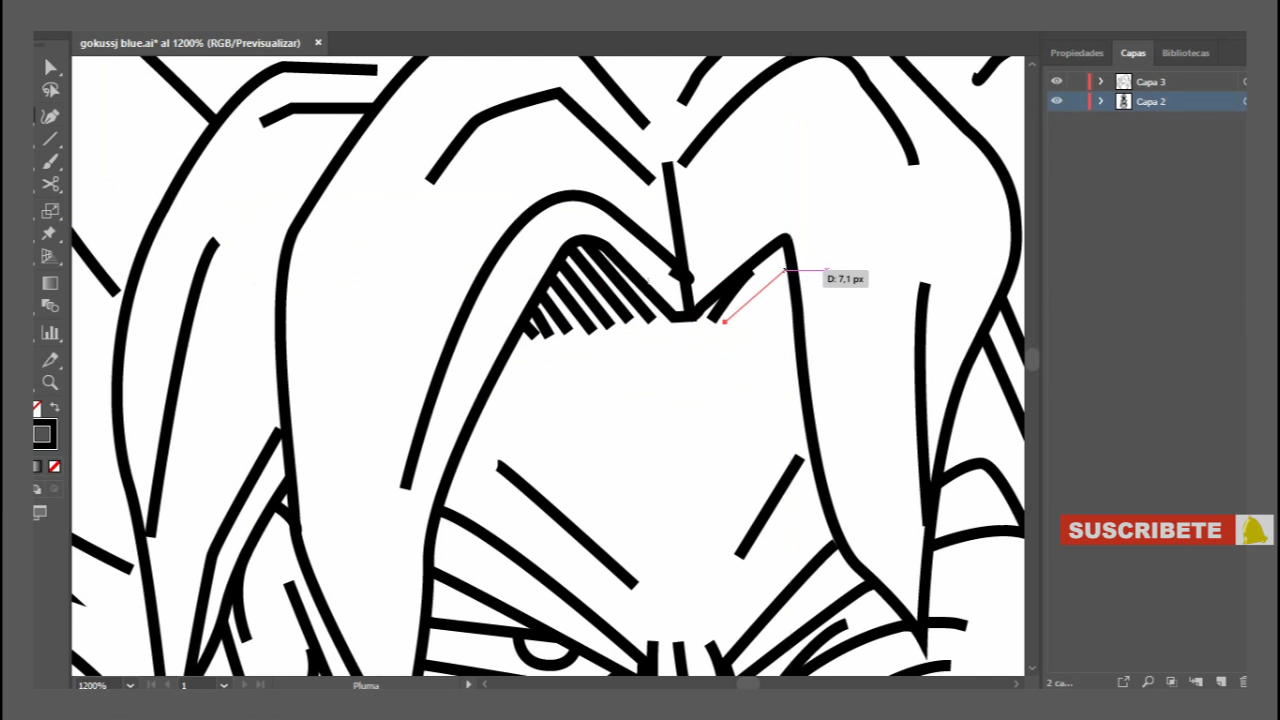 gokussj blue.ai* al 1200% (RGB/Previsualizar) ×
Propiedades Capas Bibliotecas
Capa 3
Capa 2
D: 7,1 px
SUSCRIBETE
1200% 1 Pluma
2 ca...